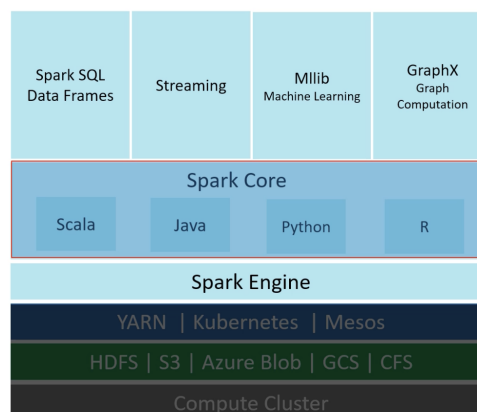 Spark SQL
Data Frames
Streaming
Mllib
Machine Learning
GraphX
Graph
Computation
Spark Core
Scala
Java
Python
R
Spark Engine
YARN | Kubernetes | Mesos
HDFS | S3 | Azure Blob | GCS | CFS
Compute Cluster